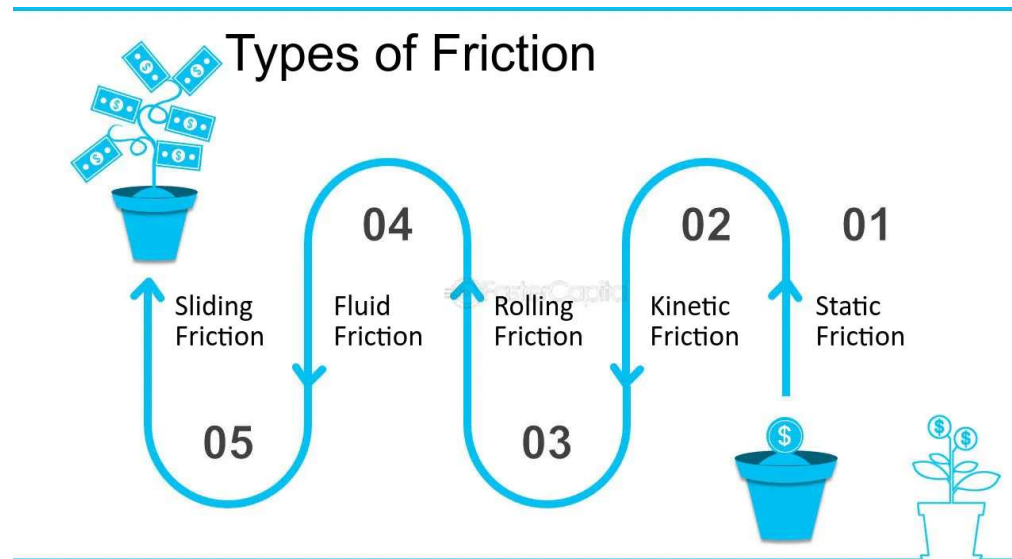 Types of Friction
04
02
01
Sliding
Friction
Fluid
Friction
Rolling
Friction
Kinetic
Friction
Static
Friction
05
03
$
$
$
$
$
$
$
$
$